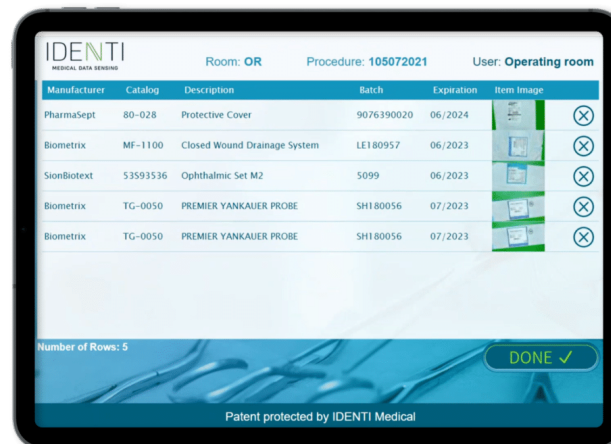 IDENTI
MEDICAL DATA SENSING
Room: OR Procedure: 105072021 User: Operating room
Manufacturer Catalog Description Batch Expiration Item Image
PharmaSept 80-028 Protective Cover 9076390020 06/2024
Biometrix MF-1100 Closed Wound Drainage System LE180957 06/2023
SionBiotext 53S93536 Ophthalmic Set M2 5099 06/2023
Biometrix TG-0050 PREMIER YANKAUER PROBE SH180056 07/2023
Biometrix TG-0050 PREMIER YANKAUER PROBE SH180056 07/2023
Number of Rows: 5
DONE ✓
Patent protected by IDENTI Medical